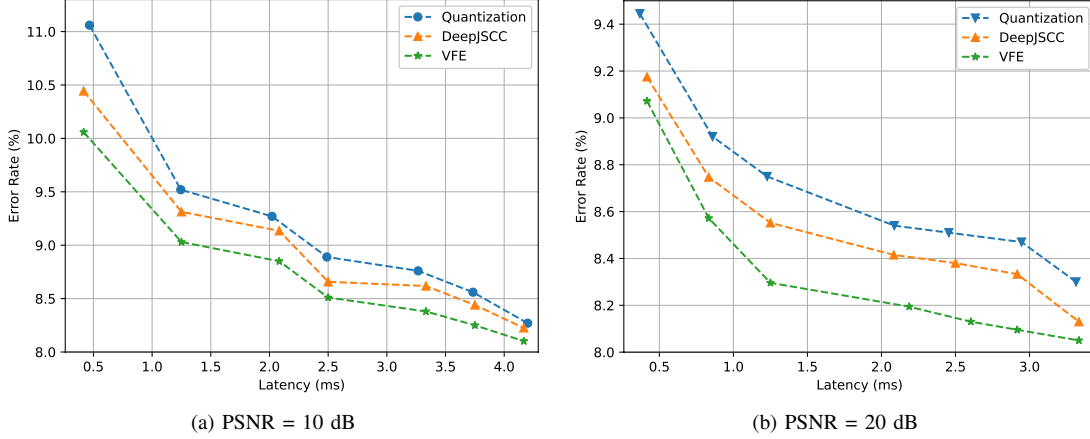 11.0
10.5
10.0
9.5
9.0
8.5
8.0
Error Rate (%)
Quantization
DeepJSCC
VFE
0.5 1.0 1.5 2.0 2.5 3.0 3.5 4.0
Latency (ms)
(a) PSNR = 10 dB
9.4
9.2
9.0
8.8
8.6
8.4
8.2
8.0
Error Rate (%)
Quantization
DeepJSCC
VFE
0.5 1.0 1.5 2.0 2.5 3.0
Latency (ms)
(b) PSNR = 20 dB